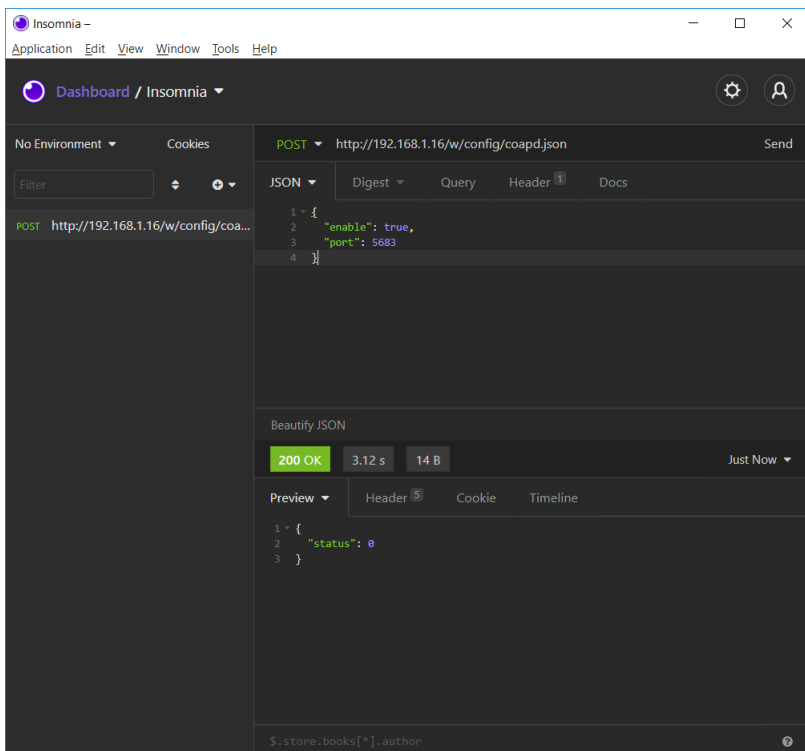 Insomnia –
Application Edit View Window Tools Help
Dashboard / Insomnia
No Environment Cookies
POST http://192.168.1.16/w/config/coapd.json Send
Filter
JSON Digest Query Header 1 Docs
POST http://192.168.1.16/w/config/coa...
1 {
2 "enable": true,
3 "port": 5683
4 }
Beautify JSON
200 OK 3.12 s 14 B Just Now
Preview Header 5 Cookie Timeline
1 {
2 "status": 0
3 }
$.store.books[*].author